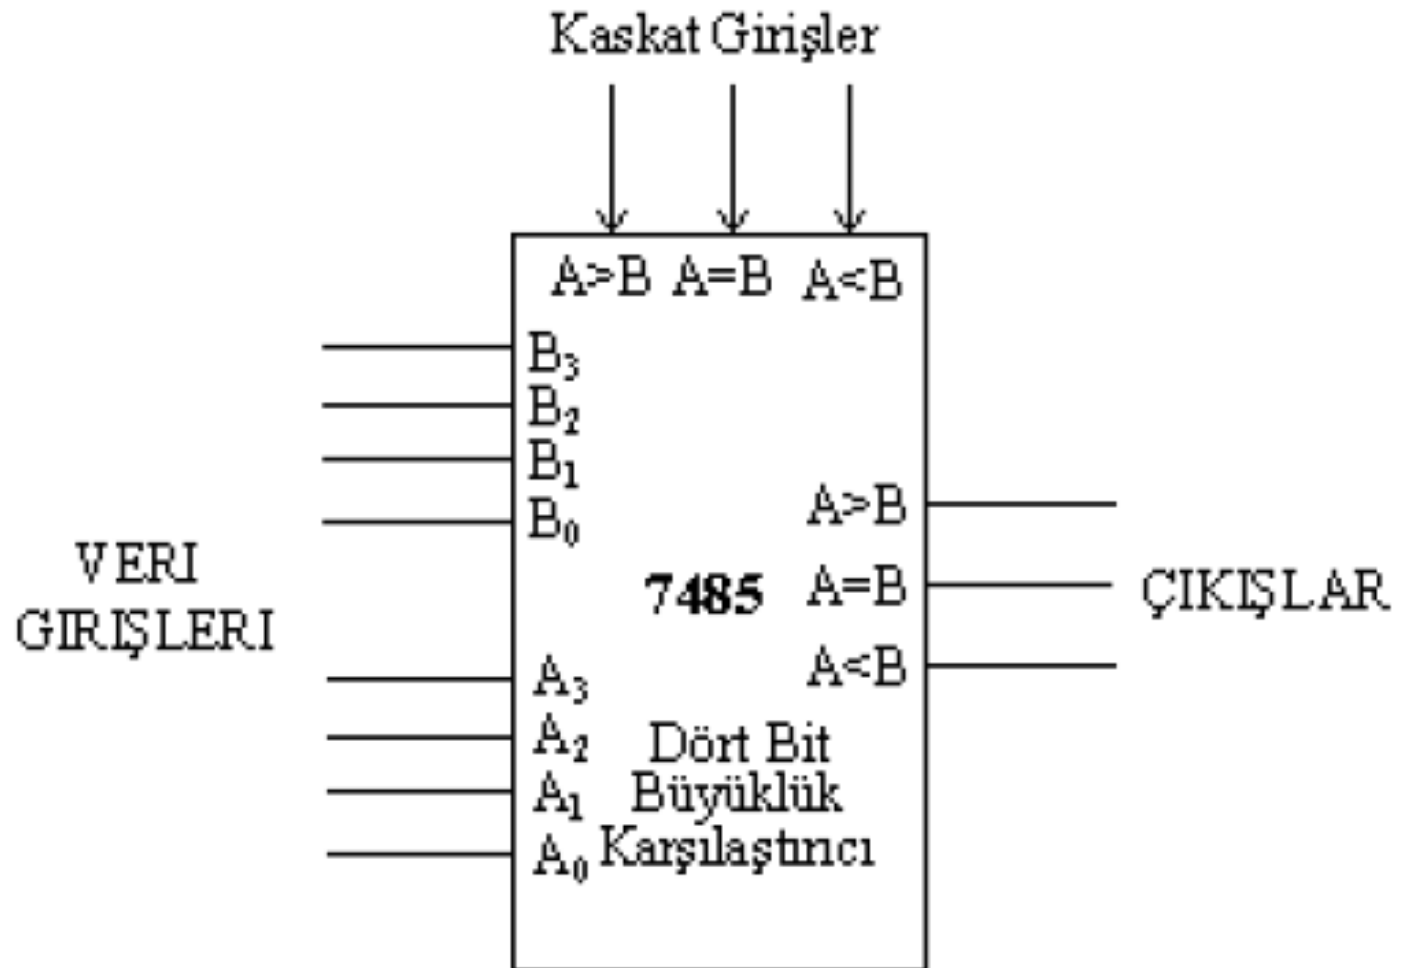 Kaskat Girişler
A>B A=B A<B
B3
B2
B1
B0
A>B
VERI
GIRIŞLERI
7485
A=B
ÇIKIŞLAR
A<B
A3
A2
Dört Bit
A1
Büyüklük
A0
Karşılaştırıcı